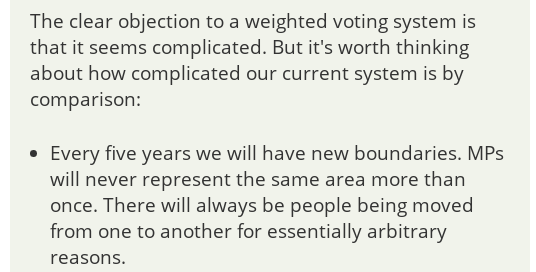 The clear objection to a weighted voting system is
that it seems complicated. But it's worth thinking
about how complicated our current system is by
comparison:
Every five years we will have new boundaries. MPs
will never represent the same area more than
once. There will always be people being moved
from one to another for essentially arbitrary
reasons.